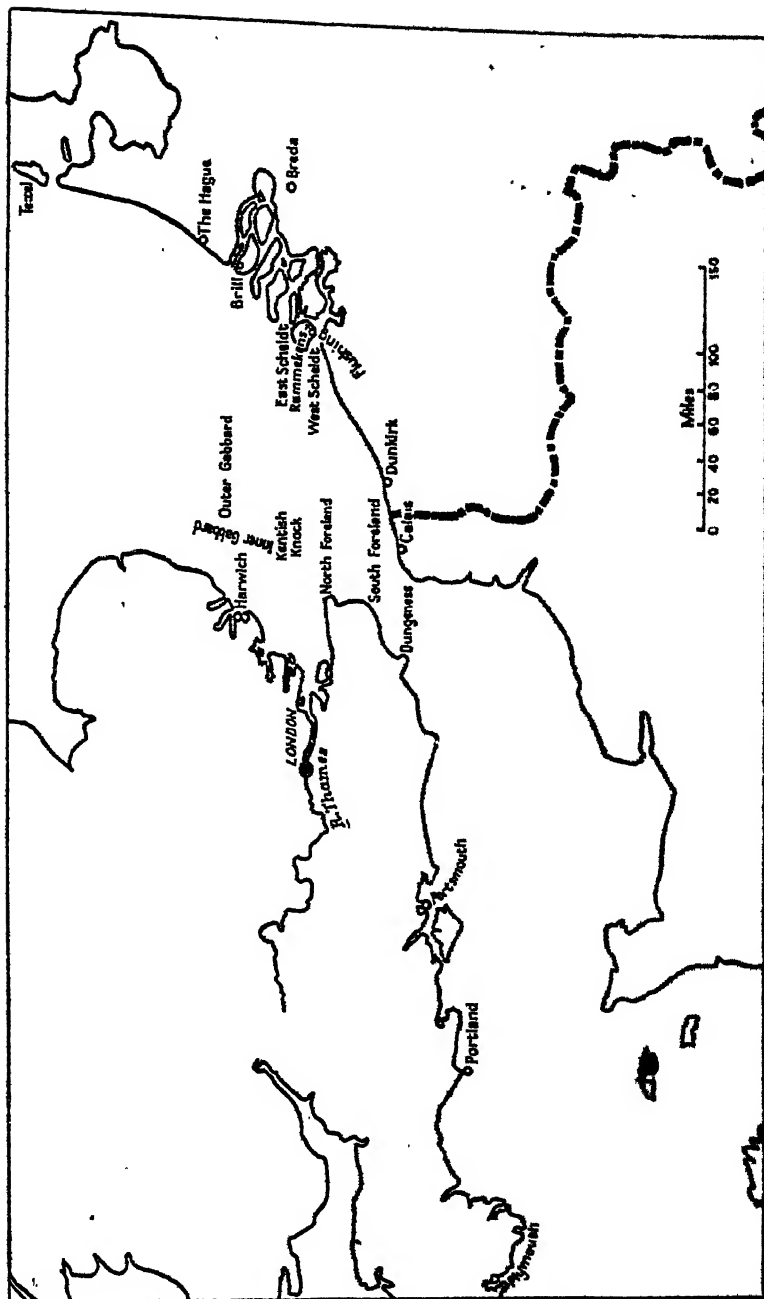 Texel
The Hague
Brill
Breda
East Scheldt
Rammekens
West Scheldt
Flushing
Outer Gabbard
Inner Gabbard
Kentish
Knock
Harwich
North Foreland
LONDON
R. Thames
South Foreland
Dunkirk
Calais
Dungeness
Portsmouth
Portland
Plymouth
Miles
0 20 40 60 80 100 150